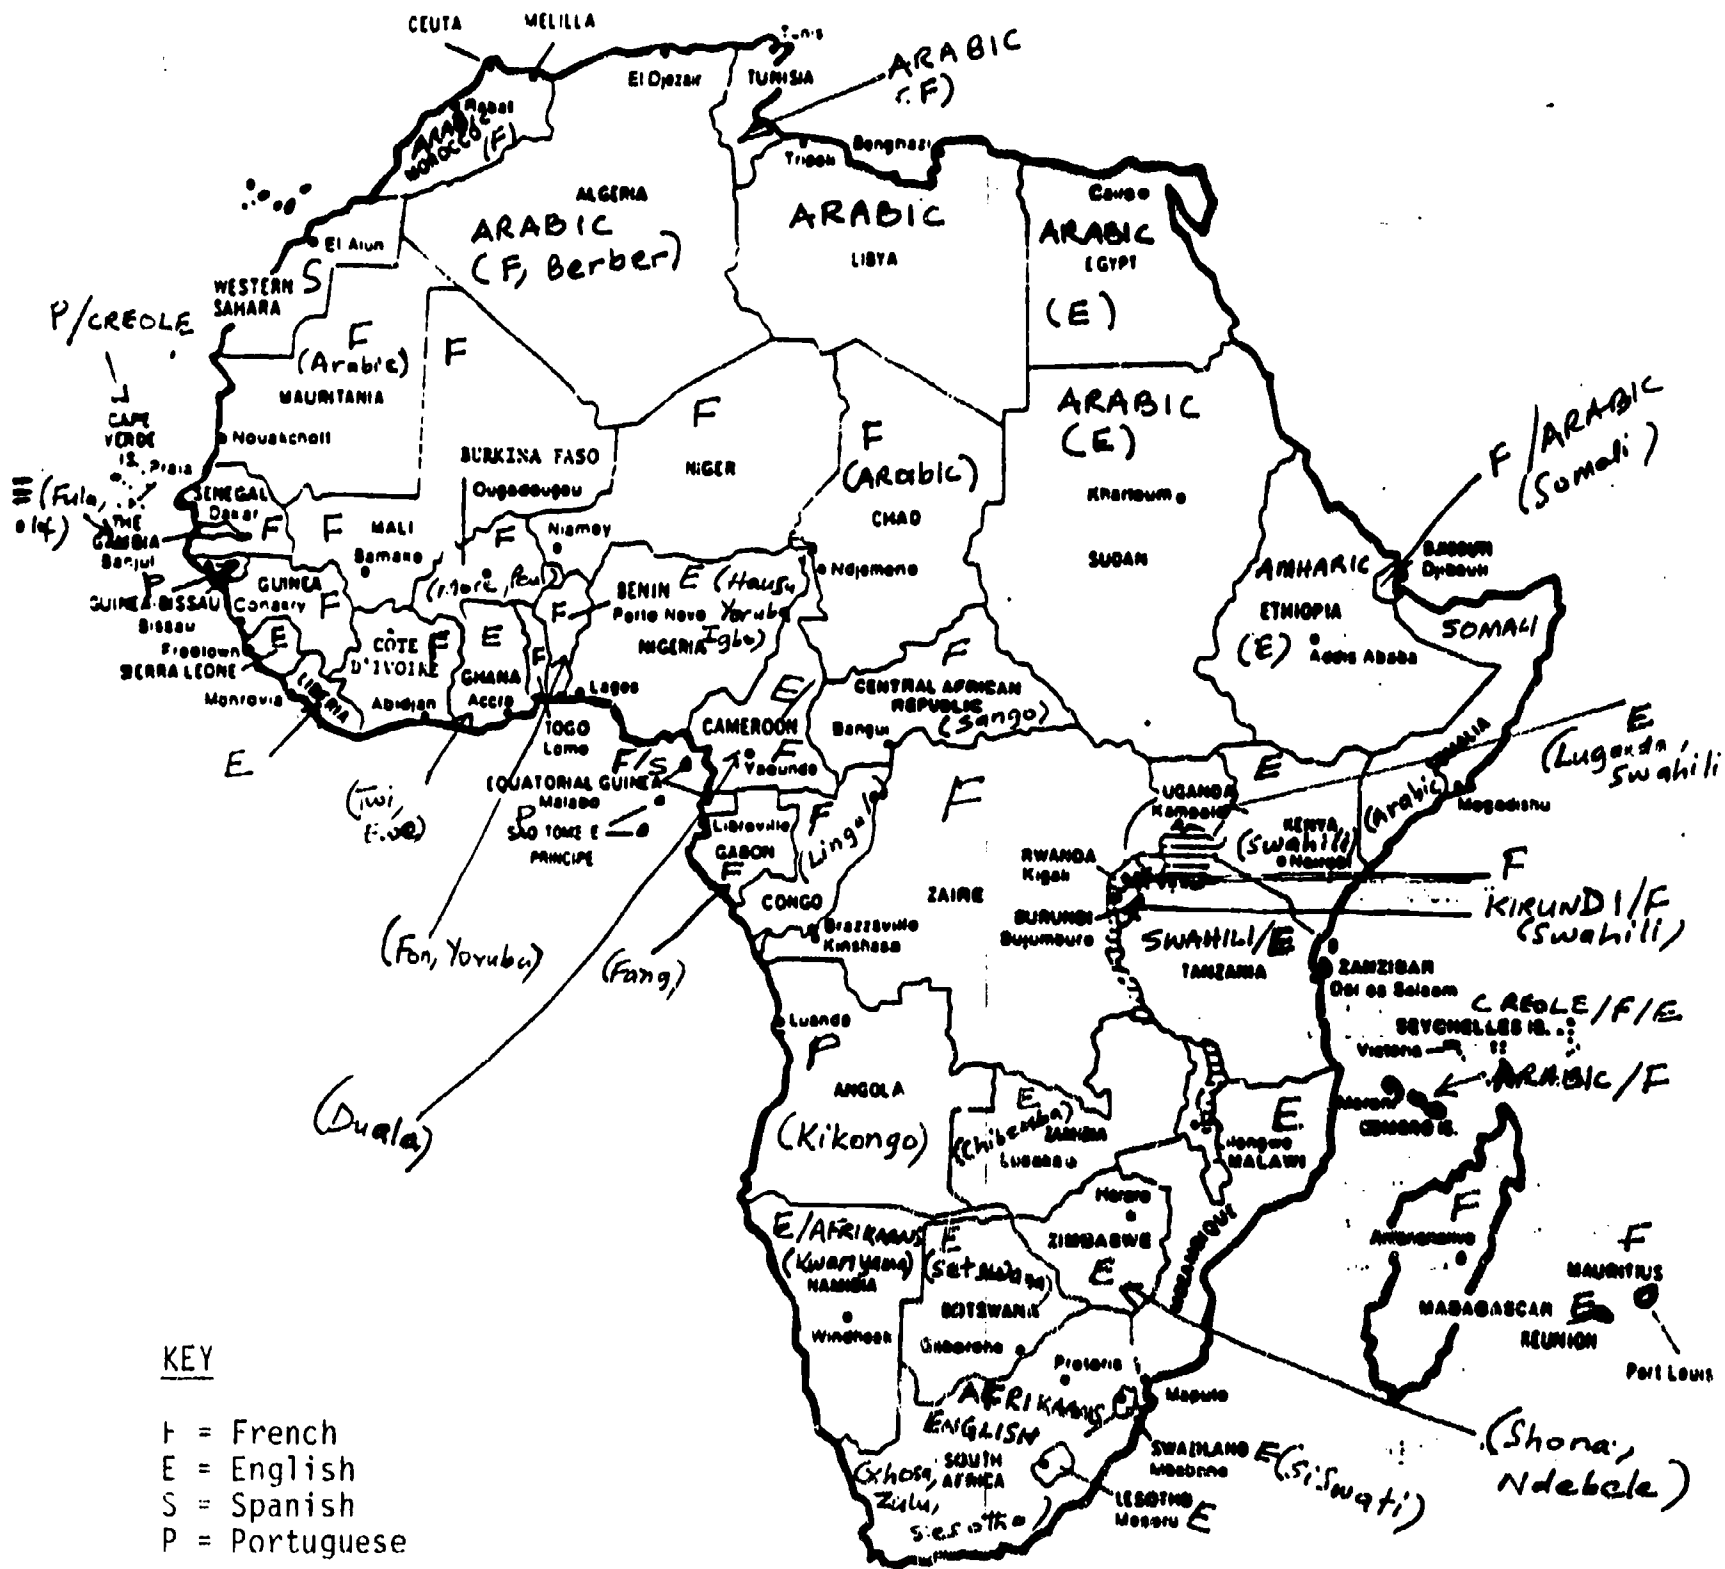 CEUTA
MELILLA
Tunis
ARABIC
(F)
El Djezair
TUNISIA
Rabat
ARABIC
MOROCCO
(F)
Tripoli
Benghazi
ALGERIA
ARABIC
(F, Berber)
ARABIC
LIBYA
Cairo
ARABIC
EGYPT
(E)
El Aiun
S
WESTERN
SAHARA
P/CREOLE
F
(Arabic)
MAURITANIA
F
CAPE
VERDE
IS.
Praia
Nouakchott
F
NIGER
F
(Arabic)
CHAD
ARABIC
(E)
Khartoum
SUDAN
F/ARABIC
(Somali)
BURKINA FASO
Ougadougou
(Fula,
THE
GAMBIA
Banjul
SENEGAL
Dakar
F
F
MALI
Bamako
F
Niamey
Ndjamena
AMHARIC
ETHIOPIA
(E)
Addis Ababa
DJIBOUTI
Djibouti
SOMALI
P
GUINEA-BISSAU
Bissau
GUINEA
Conakry
F
(Moré, Peul)
BENIN
Porto Novo
F
E (Hausa
Yoruba
Igbo)
NIGERIA
Freetown
SIERRA LEONE
E
CÔTE
D'IVOIRE
F
E
GHANA
Accra
F
Lagos
Monrovia
LIBERIA
E
Abidjan
TOGO
Lome
E
CAMEROON
F
Yaounde
F
CENTRAL AFRICAN
REPUBLIC
(Sango)
Bangui
F/S
EQUATORIAL GUINEA
Malabo
P
SAO TOME E
PRINCIPE
(Twi,
Ewe)
Libreville
GABON
F
F
(Lingala)
CONGO
Brazzaville
Kinshasa
F
ZAIRE
UGANDA
Kampala
E
KENYA
(Swahili)
Nairobi
SOMALIA
(Arabic)
Mogadishu
E
(Luganda,
Swahili
RWANDA
Kigali
F
BURUNDI
Bujumbura
KIRUNDI/F
(Swahili)
SWAHILI/E
TANZANIA
ZANZIBAR
Dar es Salaam
(Fon, Yoruba)
(Fang)
(Duala)
CREOLE/F/E
SEYCHELLES IS.
Victoria
ARABIC/F
Moroni
COMORO IS.
Luanda
P
ANGOLA
(Kikongo)
E
(Chibemba)
ZAMBIA
Lusaka
E
Lilongwe
MALAWI
MOZAMBIQUE
E/AFRIKAANS
(Kwanyama)
NAMIBIA
Windhoek
E
(Setswana)
BOTSWANA
Gaborone
Harare
ZIMBABWE
E
F
Antananarivo
MADAGASCAR
F
MAURITIUS
E
REUNION
Port Louis
Pretoria
AFRIKAANS
ENGLISH
Maputo
SOUTH
AFRICA
(Xhosa,
Zulu,
Sesotho)
SWAZILAND
Mbabane
E (Siswati)
LESOTHO
Maseru
E
(Shona,
Ndebele)
KEY
F = French
E = English
S = Spanish
P = Portuguese